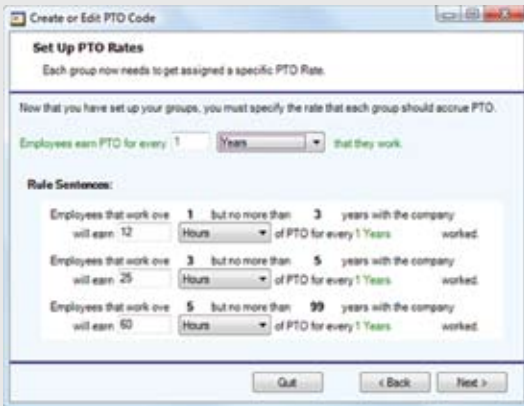 Create or Edit PTO Code
Set Up PTO Rates
Each group now needs to get assigned a specific PTO Rate.
Now that you have set up your groups, you must specify the rate that each group should accrue PTO.
Employees earn PTO for every 1 Years that they work.
Rule Sentences:
Employees that work ove 1 but no more than 3 years with the company
will earn 12 Hours of PTO for every 1 Years worked.
Employees that work ove 3 but no more than 5 years with the company
will earn 25 Hours of PTO for every 1 Years worked.
Employees that work ove 5 but no more than 99 years with the company
will earn 60 Hours of PTO for every 1 Years worked.
Quit < Back Next >